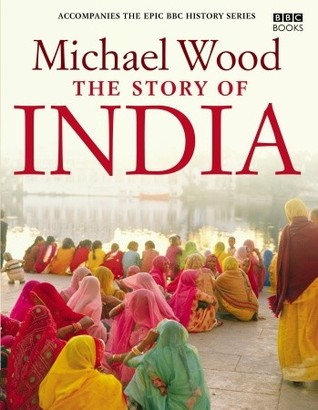 ACCOMPANIES THE EPIC BBC HISTORY SERIES
BBC
BOOKS
Michael Wood
THE STORY OF
INDIA